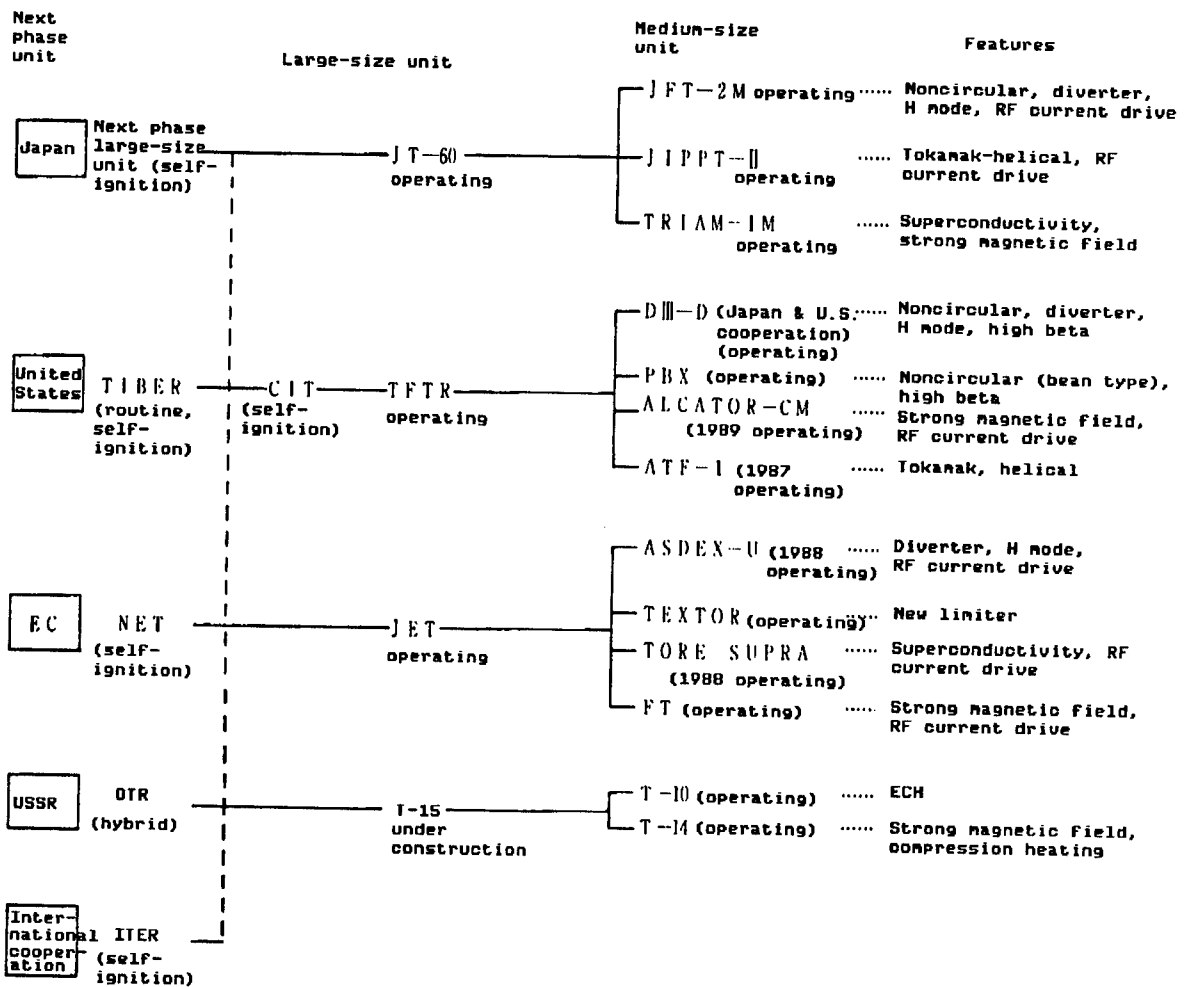 Next
phase
unit
Large-size unit
Medium-size
unit
Features
Japan
Next phase
large-size
unit (self-
ignition)
JT-60
operating
JFT-2M operating ...... Noncircular, diverter,
H mode, RF current drive
JIPPT-II ...... Tokamak-helical, RF
operating current drive
TRIAM-1M ...... Superconductivity,
operating strong magnetic field
United
States
TIBER
(routine,
self-
ignition)
CIT
(self-
ignition)
TFTR
operating
DIII-D (Japan & U.S. ...... Noncircular, diverter,
cooperation) H mode, high beta
(operating)
PBX (operating) ...... Noncircular (bean type),
high beta
ALCATOR-CM ...... Strong magnetic field,
(1989 operating) RF current drive
ATF-1 (1987 ...... Tokamak, helical
operating)
EC
NET
(self-
ignition)
JET
operating
ASDEX-U (1988 ...... Diverter, H mode,
operating) RF current drive
TEXTOR (operating) ...... New limiter
TORE SUPRA ...... Superconductivity, RF
(1988 operating) current drive
FT (operating) ...... Strong magnetic field,
RF current drive
USSR
OTR
(hybrid)
T-15
under
construction
T-10 (operating) ...... ECH
T-14 (operating) ...... Strong magnetic field,
compression heating
Inter-
national
cooper-
ation
ITER
(self-
ignition)